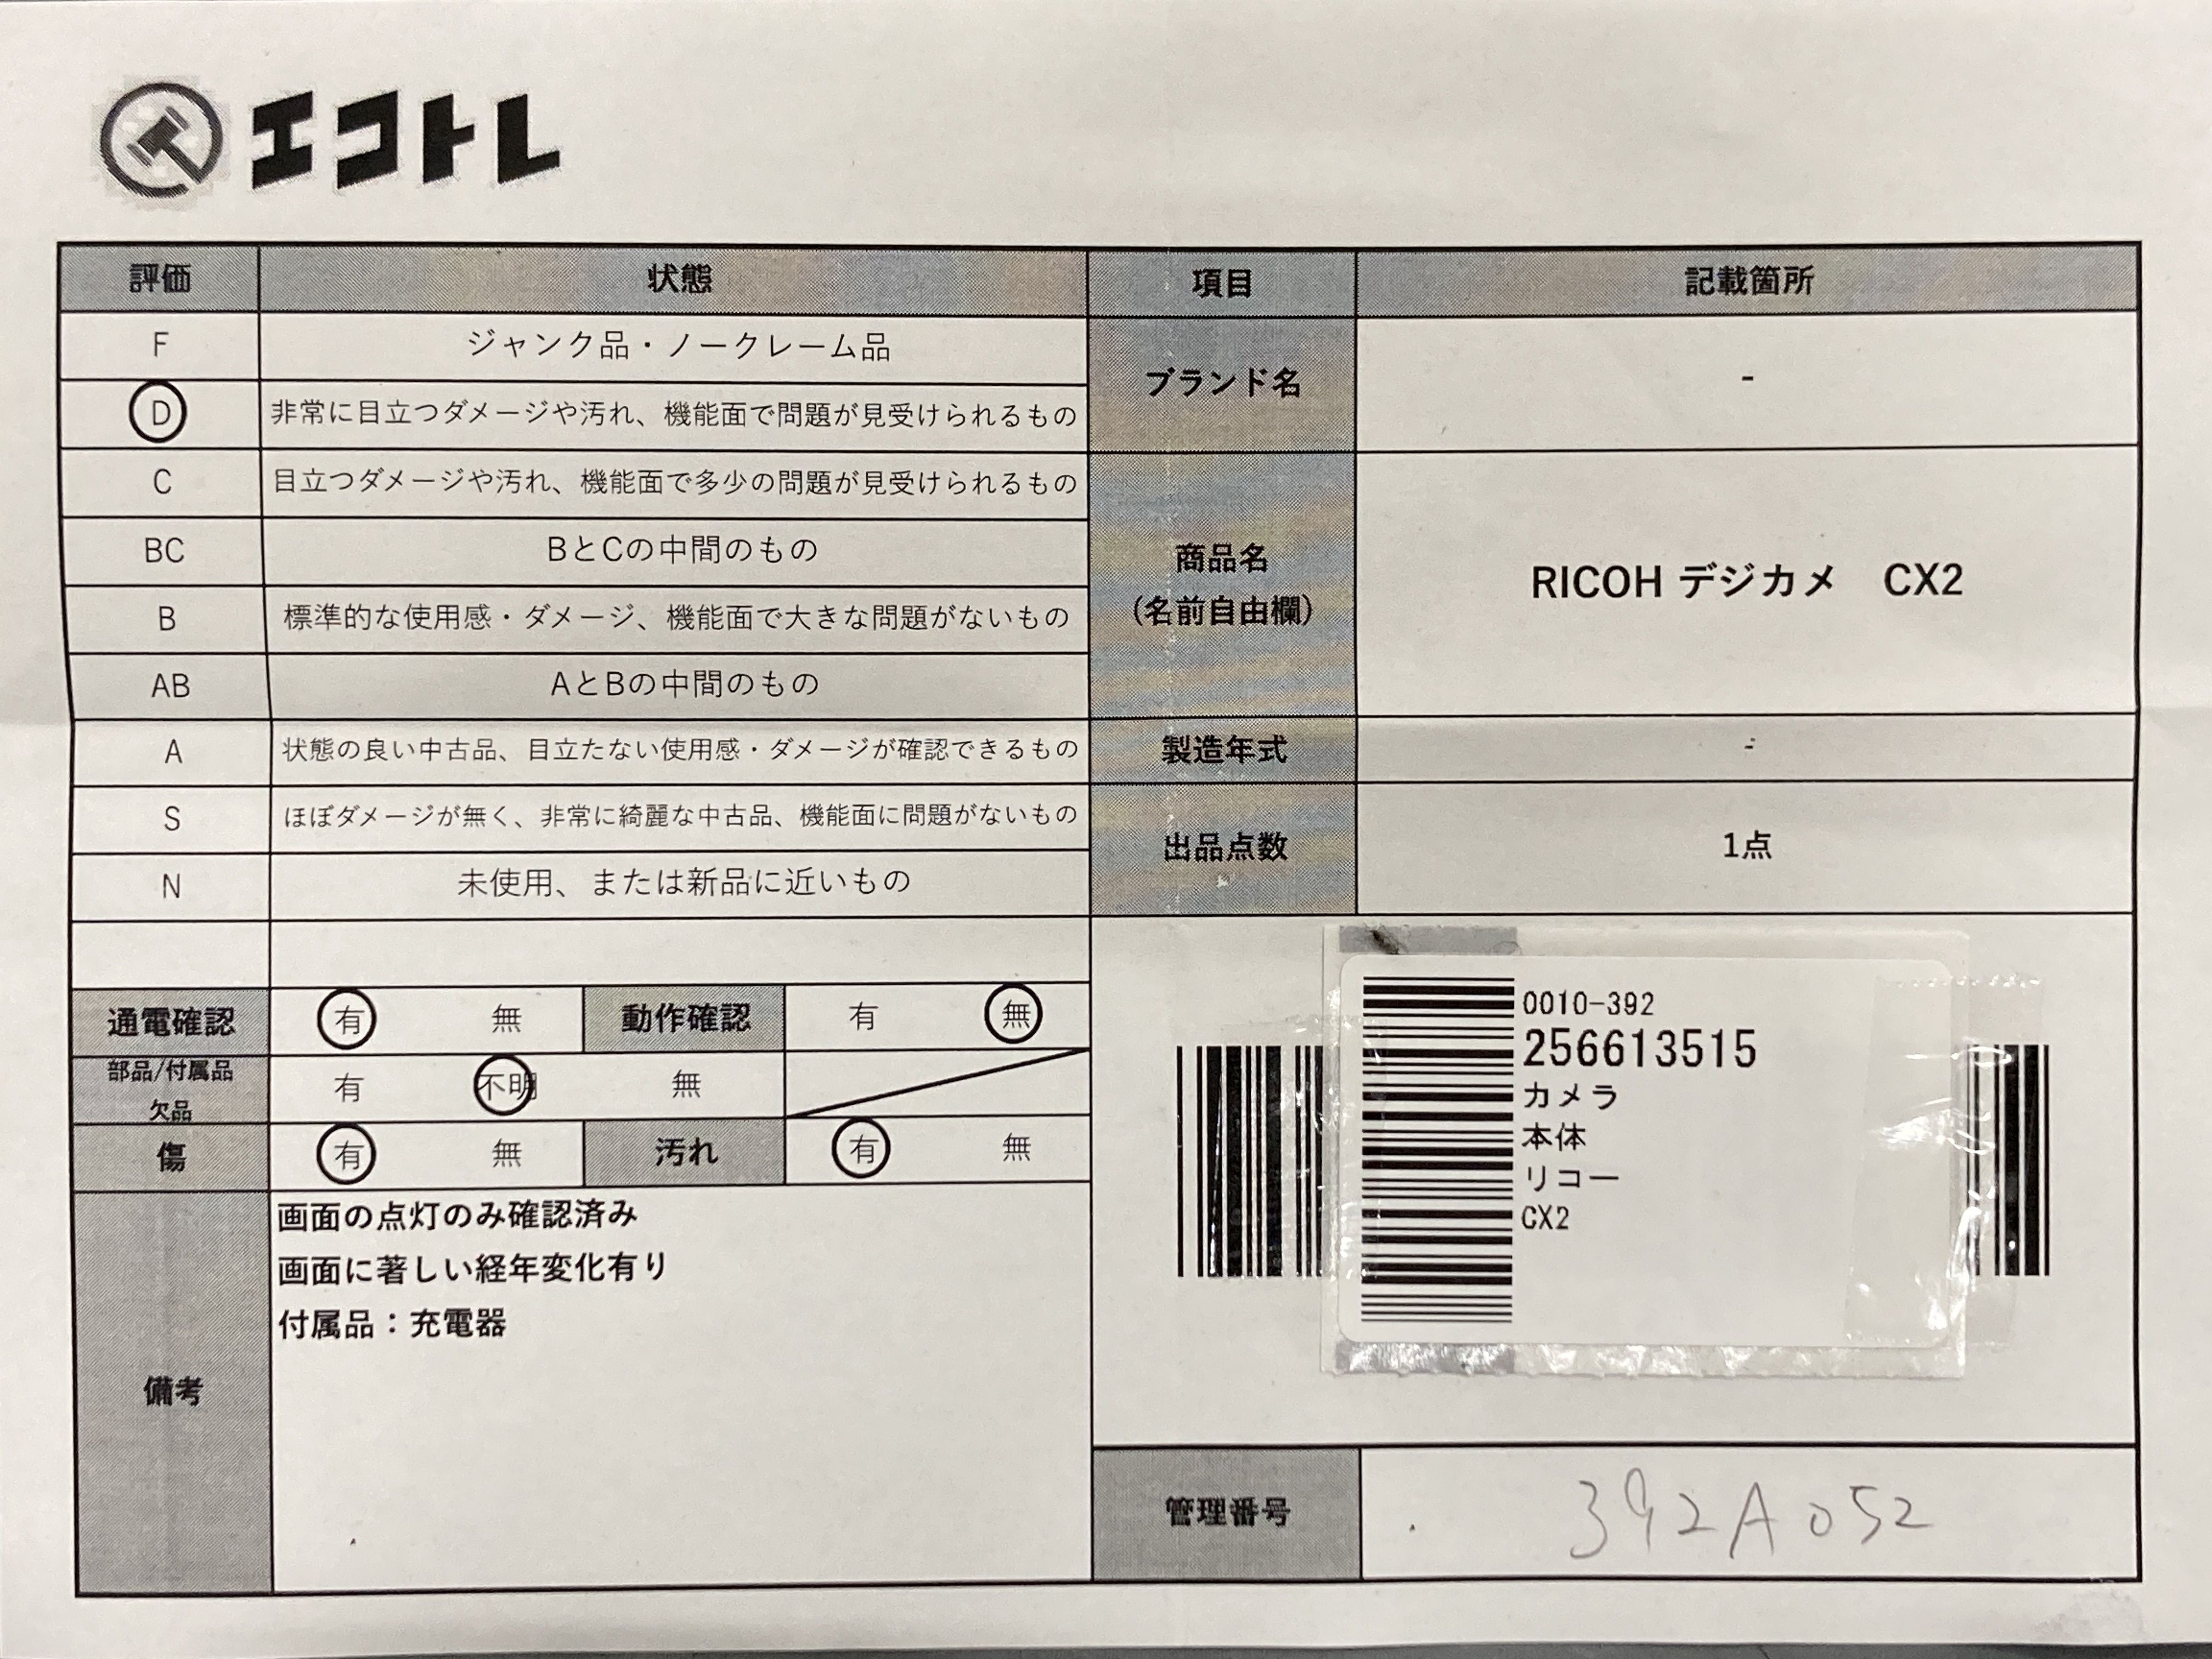 エコトレ
評価 状態 項目 記載箇所
F ジャンク品・ノークレーム品
D 非常に目立つダメージや汚れ、機能面で問題が見受けられるもの
C 目立つダメージや汚れ、機能面で多少の問題が見受けられるもの
BC BとCの中間のもの
B 標準的な使用感・ダメージ、機能面で大きな問題がないもの
AB AとBの中間のもの
A 状態の良い中古品、目立たない使用感・ダメージが確認できるもの
S ほぼダメージが無く、非常に綺麗な中古品、機能面に問題がないもの
N 未使用、または新品に近いもの
ブランド名 -
商品名
(名前自由欄)
RICOH デジカメ　CX2
製造年式 -
出品点数 1点
通電確認 有 無 動作確認 有 無
部品/付属品
欠品
有 不明 無
傷 有 無 汚れ 有 無
備考
画面の点灯のみ確認済み
画面に著しい経年変化有り
付属品：充電器
0010-392
256613515
カメラ
本体
リコー
CX2
管理番号 392A052